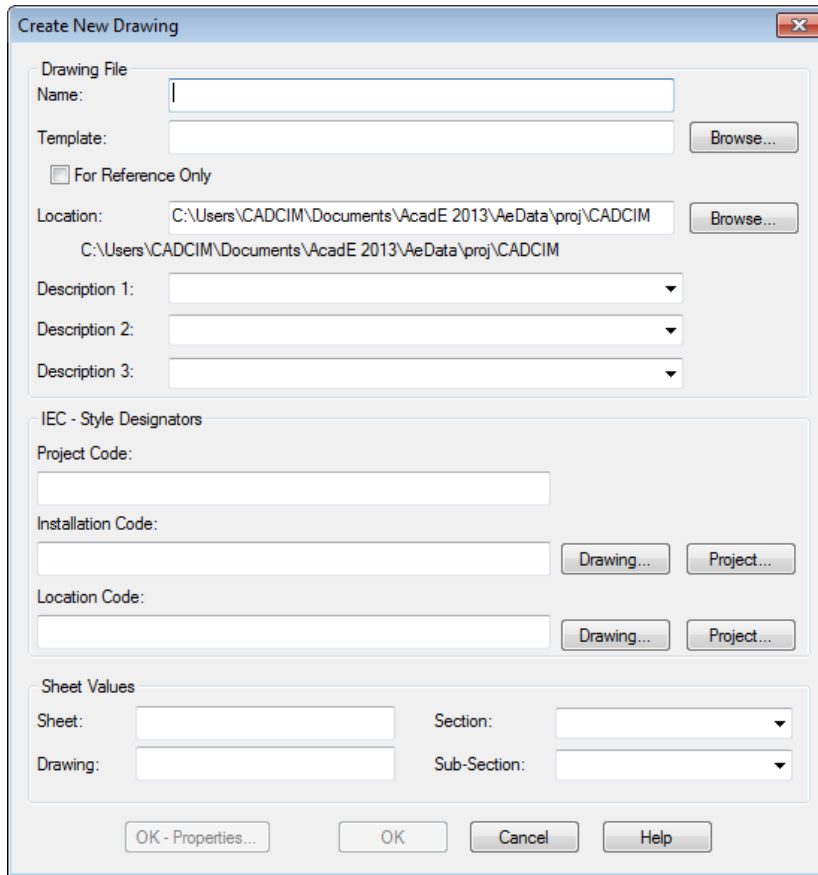 Create New Drawing
Drawing File
Name:
Template:
Browse...
For Reference Only
Location:
C:\Users\CADCIM\Documents\AcadE 2013\AeData\proj\CADCIM
Browse...
C:\Users\CADCIM\Documents\AcadE 2013\AeData\proj\CADCIM
Description 1:
Description 2:
Description 3:
IEC - Style Designators
Project Code:
Installation Code:
Drawing...
Project...
Location Code:
Drawing...
Project...
Sheet Values
Sheet:
Section:
Drawing:
Sub-Section:
OK - Properties...
OK
Cancel
Help